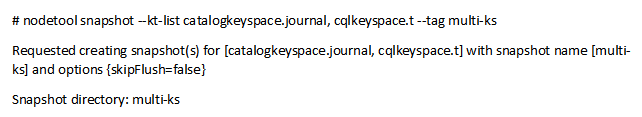 # nodetool snapshot --kt-list catalogkeyspace.journal, cqlkeyspace.t --tag multi-ks
Requested creating snapshot(s) for [catalogkeyspace.journal, cqlkeyspace.t] with snapshot name [multi-
ks] and options {skipFlush=false}
Snapshot directory: multi-ks